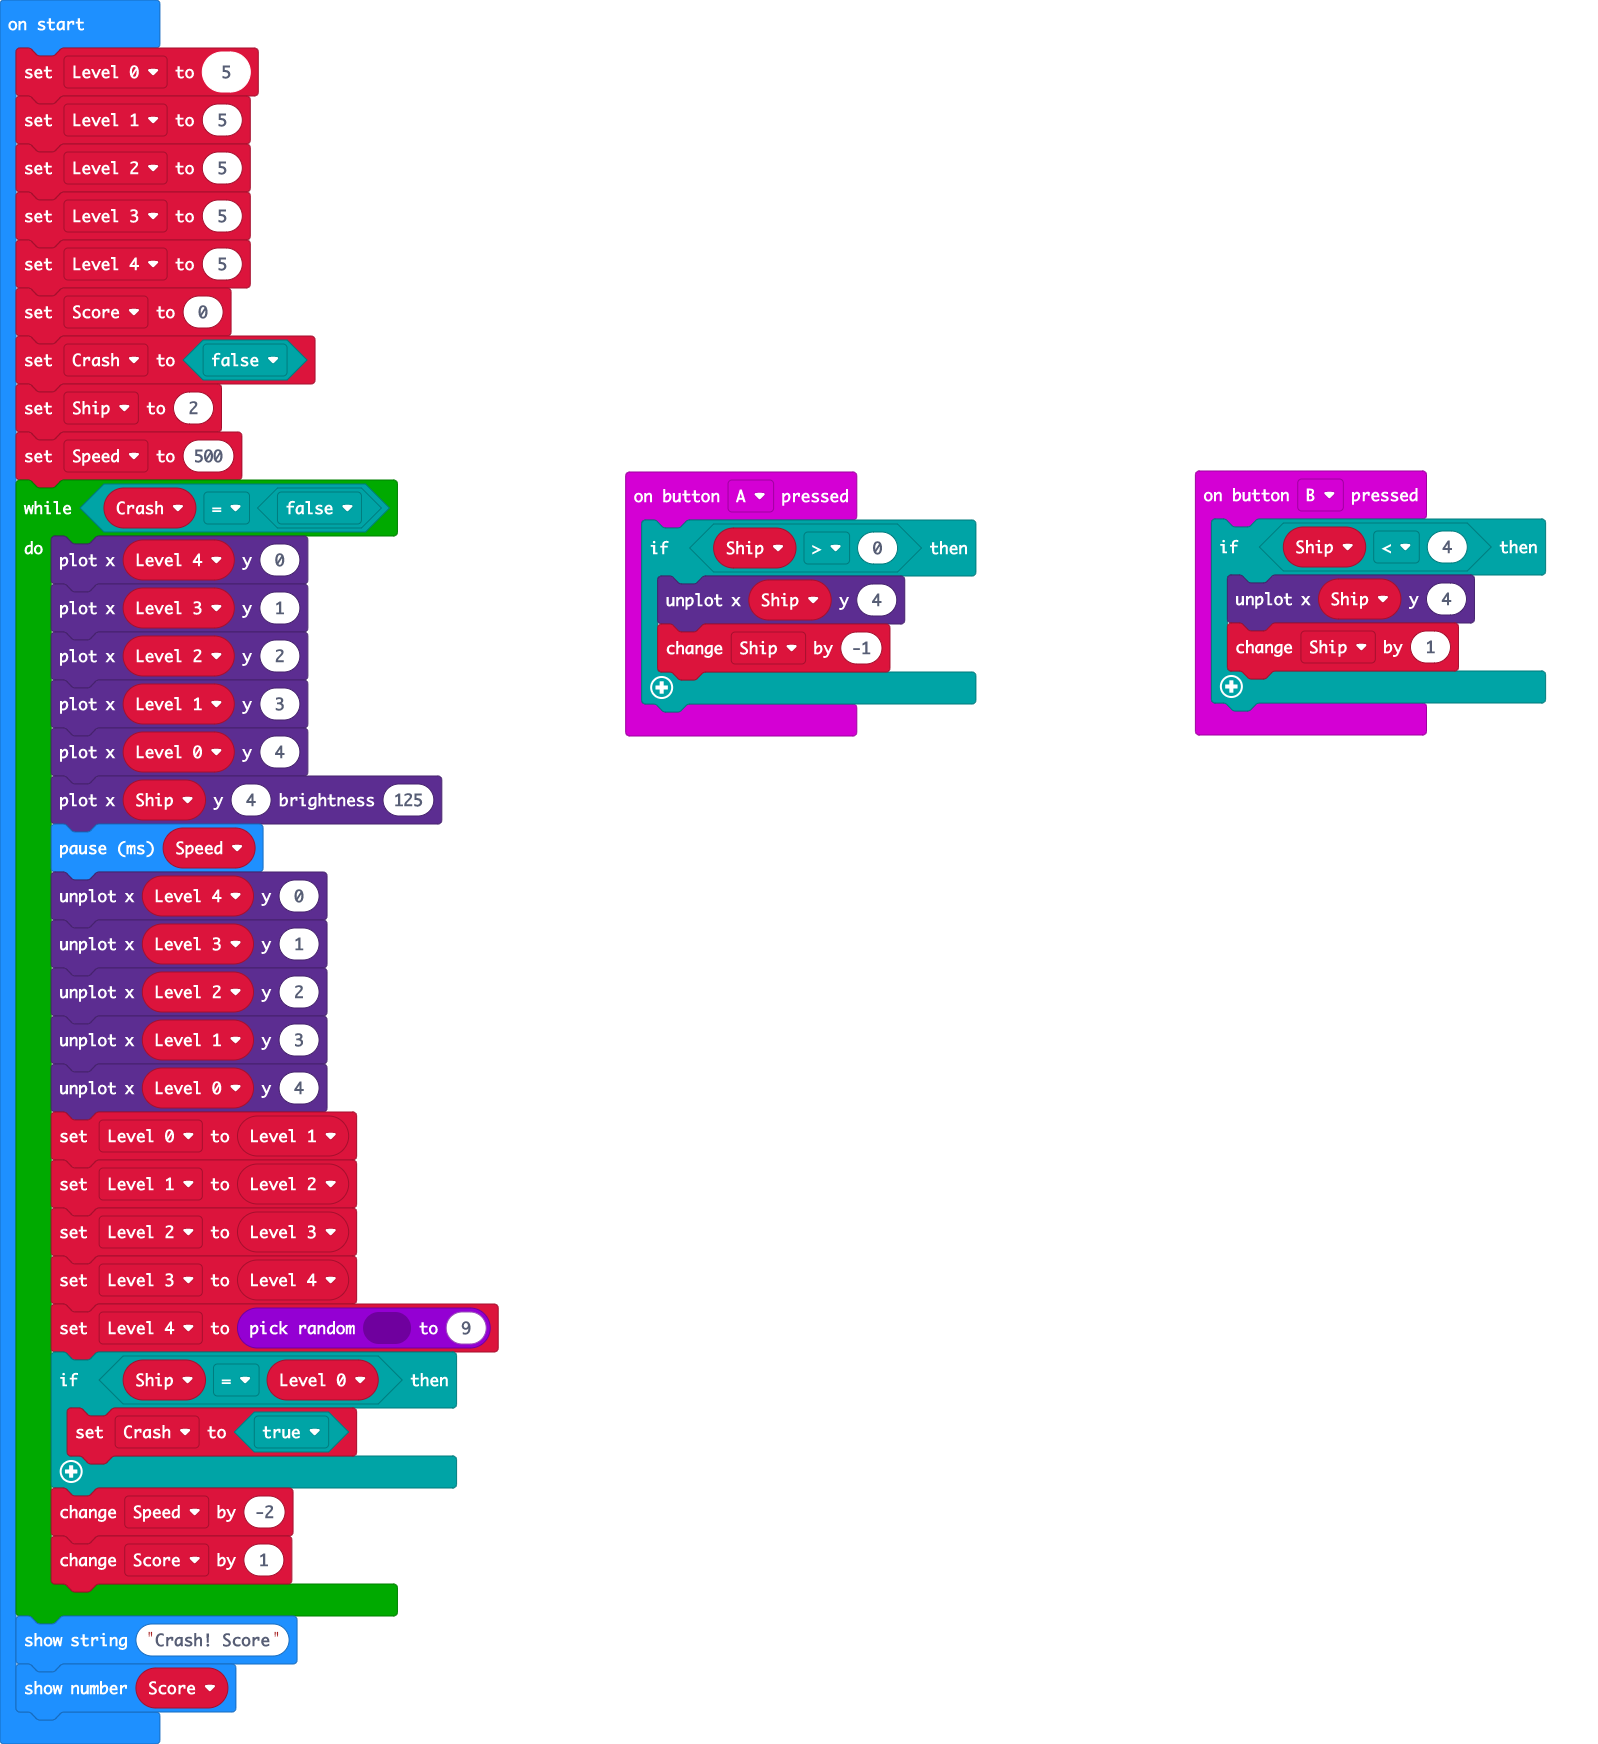 on start
set Level 0 to 5
set Level 1 to 5
set Level 2 to 5
set Level 3 to 5
set Level 4 to 5
set Score to 0
set Crash to false
set Ship to 2
set Speed to 500
while Crash = false
do
plot x Level 4 y 0
plot x Level 3 y 1
plot x Level 2 y 2
plot x Level 1 y 3
plot x Level 0 y 4
plot x Ship y 4 brightness 125
pause (ms) Speed
unplot x Level 4 y 0
unplot x Level 3 y 1
unplot x Level 2 y 2
unplot x Level 1 y 3
unplot x Level 0 y 4
set Level 0 to Level 1
set Level 1 to Level 2
set Level 2 to Level 3
set Level 3 to Level 4
set Level 4 to pick random to 9
if Ship = Level 0 then
set Crash to true
change Speed by -2
change Score by 1
show string "Crash! Score"
show number Score
on button A pressed
if Ship > 0 then
unplot x Ship y 4
change Ship by -1
on button B pressed
if Ship < 4 then
unplot x Ship y 4
change Ship by 1